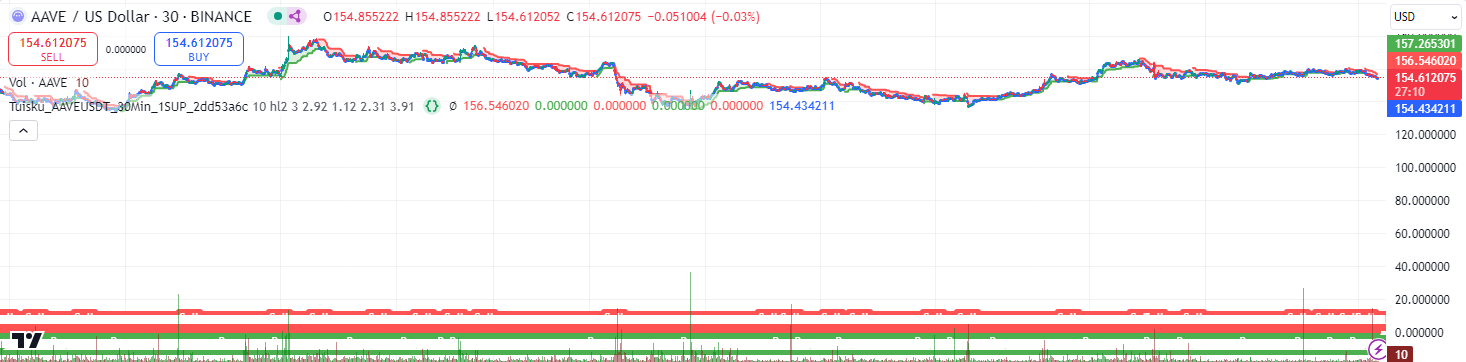 AAVE / US Dollar · 30 · BINANCE O154.855222 H154.855222 L154.612052 C154.612075 −0.051004 (−0.03%)
USD
154.612075 SELL
0.000000
154.612075 BUY
Vol · AAVE 10
Tuisku_AAVEUSDT_30Min_1SUP_2dd53a6c 10 hl2 3 2.92 1.12 2.31 3.91 {} Ø 156.546020 0.000000 0.000000 0.000000 0.000000 154.434211
157.265301
156.546020
154.612075
27:10
154.434211
120.000000
100.000000
80.000000
60.000000
40.000000
20.000000
0.000000
10